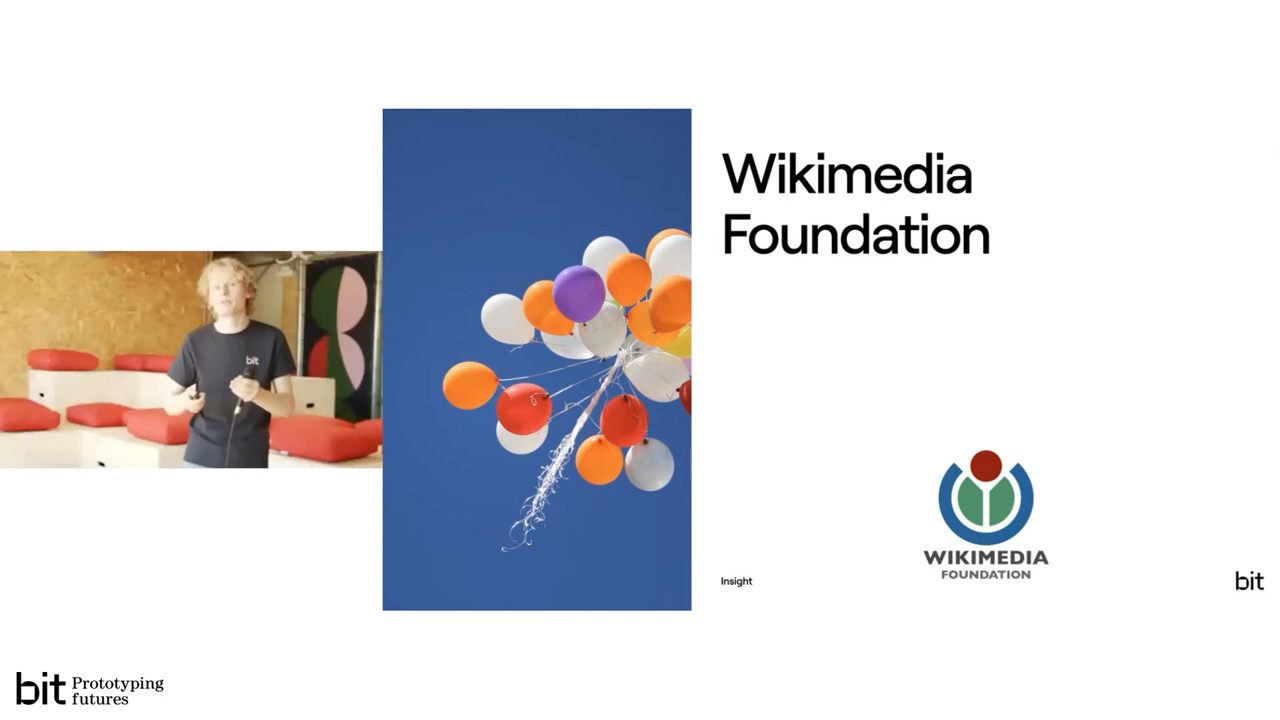 bit
Wikimedia
Foundation
WIKIMEDIA
FOUNDATION
Insight
bit
bit Prototyping
futures